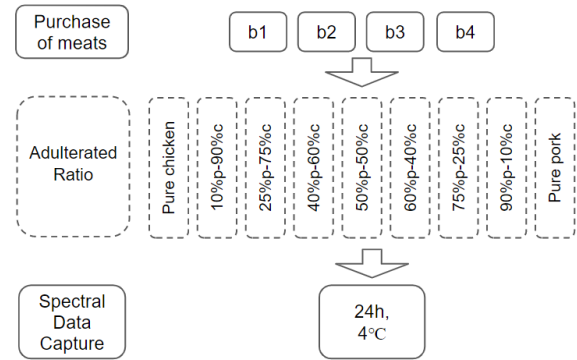 Purchase
of meats
b1
b2
b3
b4
Adulterated
Ratio
Pure chicken
10%p-90%c
25%p-75%c
40%p-60%c
50%p-50%c
60%p-40%c
75%p-25%c
90%p-10%c
Pure pork
Spectral
Data
Capture
24h,
4℃